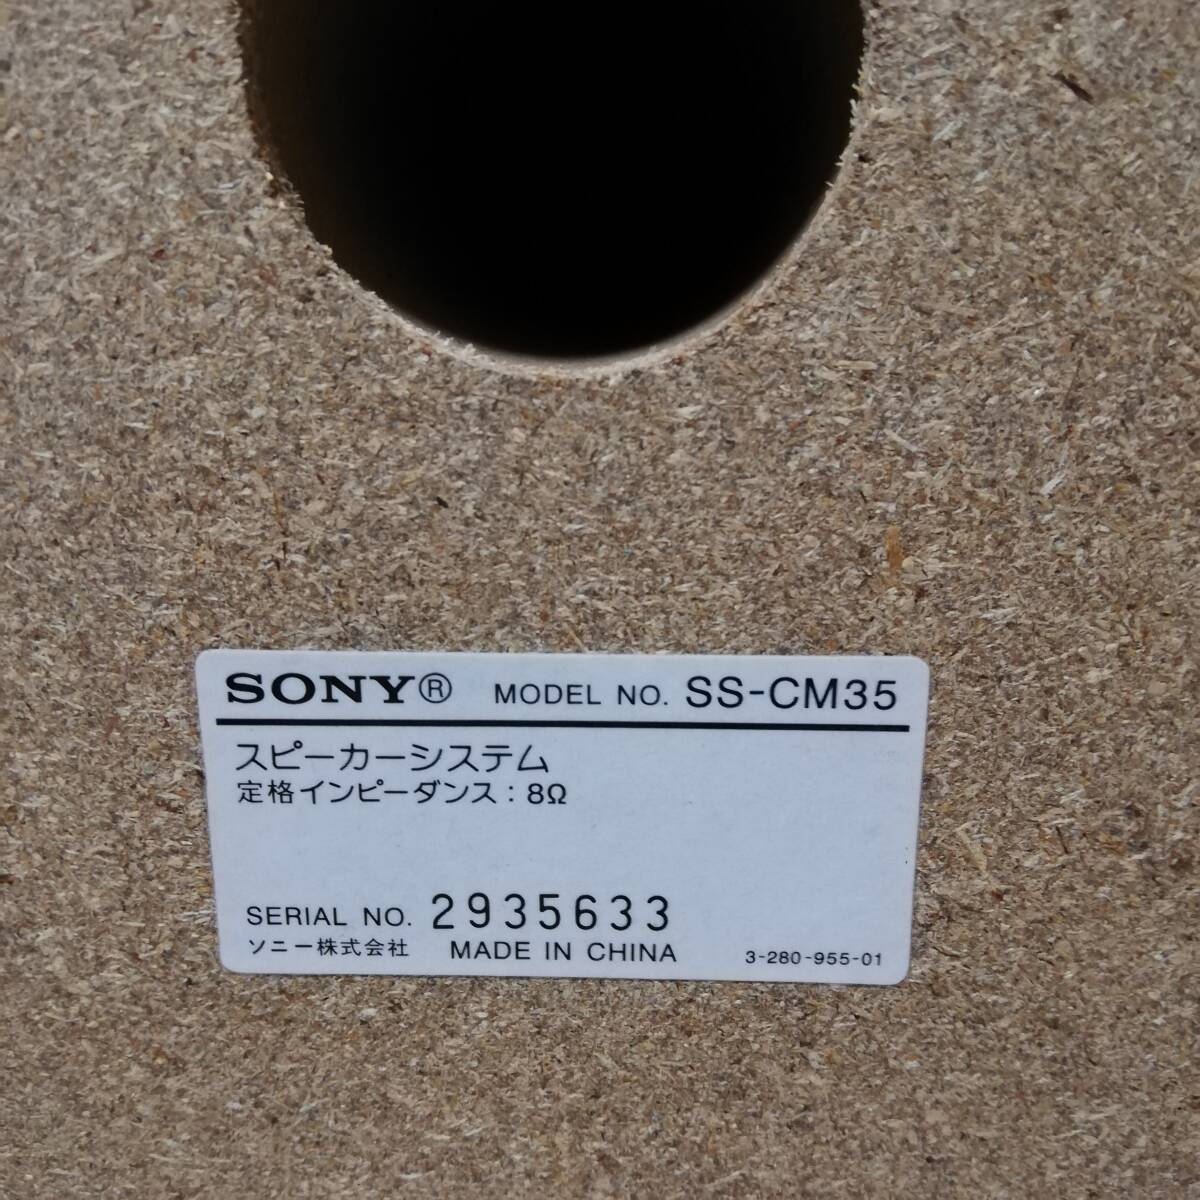 SONY® MODEL NO. SS-CM35
スピーカーシステム
定格インピーダンス：8Ω
SERIAL NO. 2935633
ソニー株式会社 MADE IN CHINA 3-280-955-01